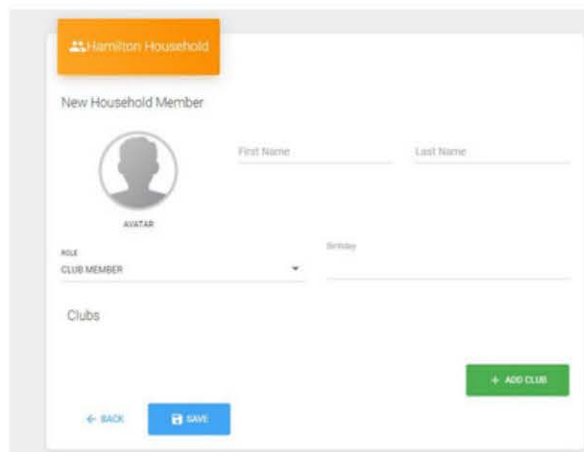 Hamilton Household
New Household Member
First Name Last Name
AVATAR
ROLE
Birthday
CLUB MEMBER
Clubs
+ ADD CLUB
← BACK SAVE